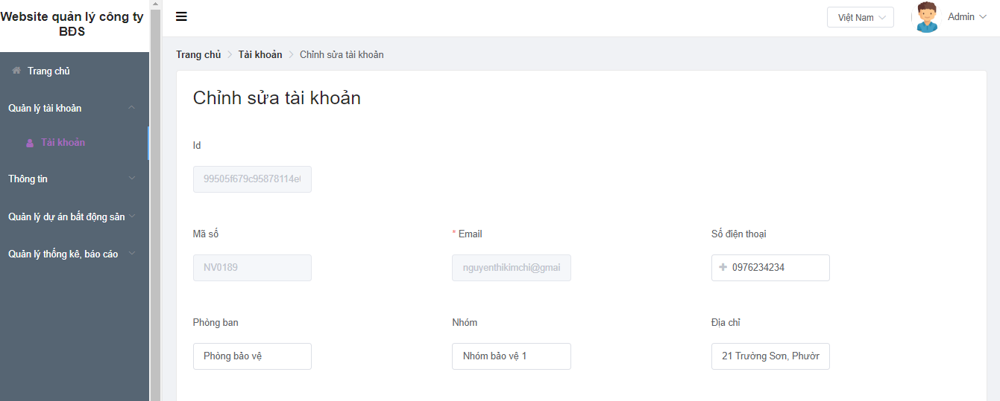 Website quản lý công ty
BĐS
Trang chủ
Quản lý tài khoản
Tài khoản
Thông tin
Quản lý dự án bất động sản
Quản lý thống kê, báo cáo
Việt Nam
Admin
Trang chủ > Tài khoản > Chỉnh sửa tài khoản
Chỉnh sửa tài khoản
Id
99505f679c95878114e
Mã số
* Email
Số điện thoại
NV0189
nguyenthikimchi@gmai
0976234234
Phòng ban
Nhóm
Địa chỉ
Phòng bảo vệ
Nhóm bảo vệ 1
21 Trường Sơn, Phườ